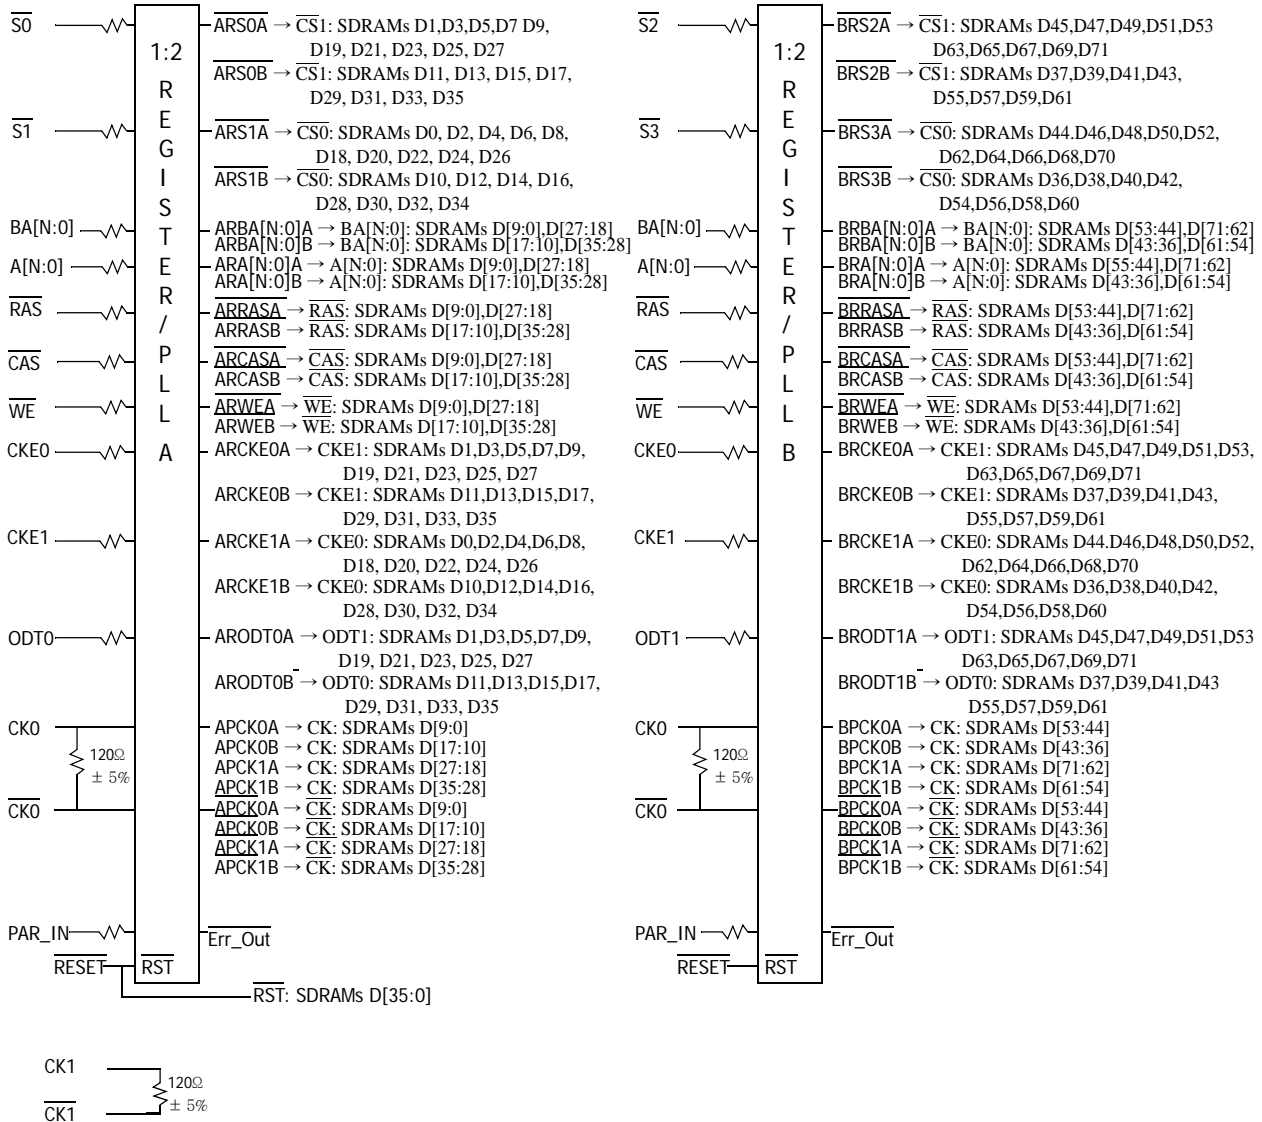 S0
ARS0A → CS1: SDRAMs D1,D3,D5,D7 D9,
D19, D21, D23, D25, D27
ARS0B → CS1: SDRAMs D11, D13, D15, D17,
D29, D31, D33, D35
S1
ARS1A → CS0: SDRAMs D0, D2, D4, D6, D8,
D18, D20, D22, D24, D26
ARS1B → CS0: SDRAMs D10, D12, D14, D16,
D28, D30, D32, D34
BA[N:0]
ARBA[N:0]A → BA[N:0]: SDRAMs D[9:0],D[27:18]
ARBA[N:0]B → BA[N:0]: SDRAMs D[17:10],D[35:28]
A[N:0]
ARA[N:0]A → A[N:0]: SDRAMs D[9:0],D[27:18]
ARA[N:0]B → A[N:0]: SDRAMs D[17:10],D[35:28]
RAS
ARRASA → RAS: SDRAMs D[9:0],D[27:18]
ARRASB → RAS: SDRAMs D[17:10],D[35:28]
CAS
ARCASA → CAS: SDRAMs D[9:0],D[27:18]
ARCASB → CAS: SDRAMs D[17:10],D[35:28]
WE
ARWEA → WE: SDRAMs D[9:0],D[27:18]
ARWEB → WE: SDRAMs D[17:10],D[35:28]
CKE0
ARCKE0A → CKE1: SDRAMs D1,D3,D5,D7,D9,
D19, D21, D23, D25, D27
ARCKE0B → CKE1: SDRAMs D11,D13,D15,D17,
D29, D31, D33, D35
CKE1
ARCKE1A → CKE0: SDRAMs D0,D2,D4,D6,D8,
D18, D20, D22, D24, D26
ARCKE1B → CKE0: SDRAMs D10,D12,D14,D16,
D28, D30, D32, D34
ODT0
ARODT0A → ODT1: SDRAMs D1,D3,D5,D7,D9,
D19, D21, D23, D25, D27
ARODT0B → ODT0: SDRAMs D11,D13,D15,D17,
D29, D31, D33, D35
CK0
120Ω
± 5%
CK0
APCK0A → CK: SDRAMs D[9:0]
APCK0B → CK: SDRAMs D[17:10]
APCK1A → CK: SDRAMs D[27:18]
APCK1B → CK: SDRAMs D[35:28]
APCK0A → CK: SDRAMs D[9:0]
APCK0B → CK: SDRAMs D[17:10]
APCK1A → CK: SDRAMs D[27:18]
APCK1B → CK: SDRAMs D[35:28]
PAR_IN
Err_Out
RESET
RST
RST: SDRAMs D[35:0]
1:2
REGISTER/PLL
A
CK1
120Ω
± 5%
CK1
S2
BRS2A → CS1: SDRAMs D45,D47,D49,D51,D53
D63,D65,D67,D69,D71
BRS2B → CS1: SDRAMs D37,D39,D41,D43,
D55,D57,D59,D61
S3
BRS3A → CS0: SDRAMs D44.D46,D48,D50,D52,
D62,D64,D66,D68,D70
BRS3B → CS0: SDRAMs D36,D38,D40,D42,
D54,D56,D58,D60
BA[N:0]
BRBA[N:0]A → BA[N:0]: SDRAMs D[53:44],D[71:62]
BRBA[N:0]B → BA[N:0]: SDRAMs D[43:36],D[61:54]
A[N:0]
BRA[N:0]A → A[N:0]: SDRAMs D[55:44],D[71:62]
BRA[N:0]B → A[N:0]: SDRAMs D[43:36],D[61:54]
RAS
BRRASA → RAS: SDRAMs D[53:44],D[71:62]
BRRASB → RAS: SDRAMs D[43:36],D[61:54]
CAS
BRCASA → CAS: SDRAMs D[53:44],D[71:62]
BRCASB → CAS: SDRAMs D[43:36],D[61:54]
WE
BRWEA → WE: SDRAMs D[53:44],D[71:62]
BRWEB → WE: SDRAMs D[43:36],D[61:54]
CKE0
BRCKE0A → CKE1: SDRAMs D45,D47,D49,D51,D53,
D63,D65,D67,D69,D71
BRCKE0B → CKE1: SDRAMs D37,D39,D41,D43,
D55,D57,D59,D61
CKE1
BRCKE1A → CKE0: SDRAMs D44.D46,D48,D50,D52,
D62,D64,D66,D68,D70
BRCKE1B → CKE0: SDRAMs D36,D38,D40,D42,
D54,D56,D58,D60
ODT1
BRODT1A → ODT1: SDRAMs D45,D47,D49,D51,D53
D63,D65,D67,D69,D71
BRODT1B → ODT0: SDRAMs D37,D39,D41,D43
D55,D57,D59,D61
CK0
120Ω
± 5%
CK0
BPCK0A → CK: SDRAMs D[53:44]
BPCK0B → CK: SDRAMs D[43:36]
BPCK1A → CK: SDRAMs D[71:62]
BPCK1B → CK: SDRAMs D[61:54]
BPCK0A → CK: SDRAMs D[53:44]
BPCK0B → CK: SDRAMs D[43:36]
BPCK1A → CK: SDRAMs D[71:62]
BPCK1B → CK: SDRAMs D[61:54]
PAR_IN
Err_Out
RESET
RST
1:2
REGISTER/PLL
B